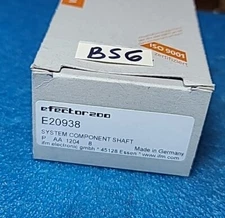 BS6
ISO 9001
efector200
E20938
SYSTEM COMPONENT SHAFT
P AA 1204 8 Made in Germany
ifm electronic gmbh * 45128 Essen * www.ifm.com